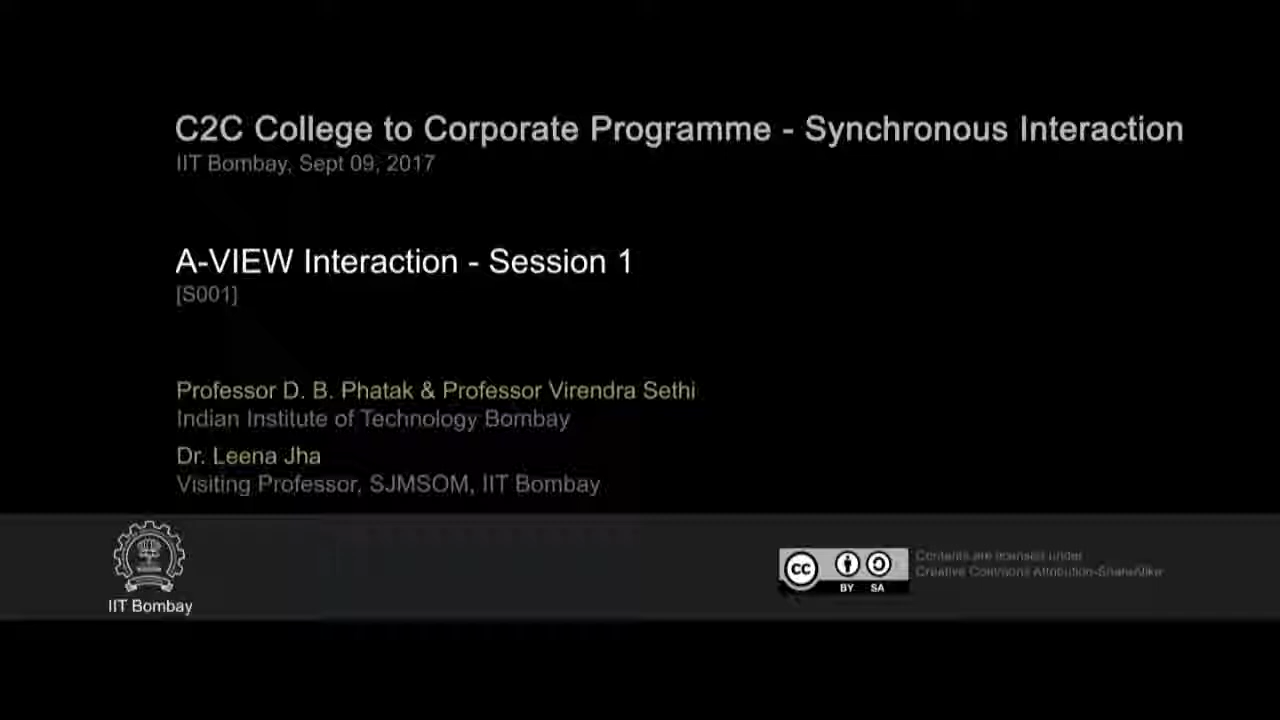 C2C College to Corporate Programme - Synchronous Interaction
IIT Bombay, Sept 09, 2017
A-VIEW Interaction - Session 1
[S001]
Professor D. B. Phatak & Professor Virendra Sethi
Indian Institute of Technology Bombay
Dr. Leena Jha
Visiting Professor, SJMSOM, IIT Bombay
IIT Bombay
cc
BY SA
Contents are licensed under
Creative Commons Attribution-ShareAlike